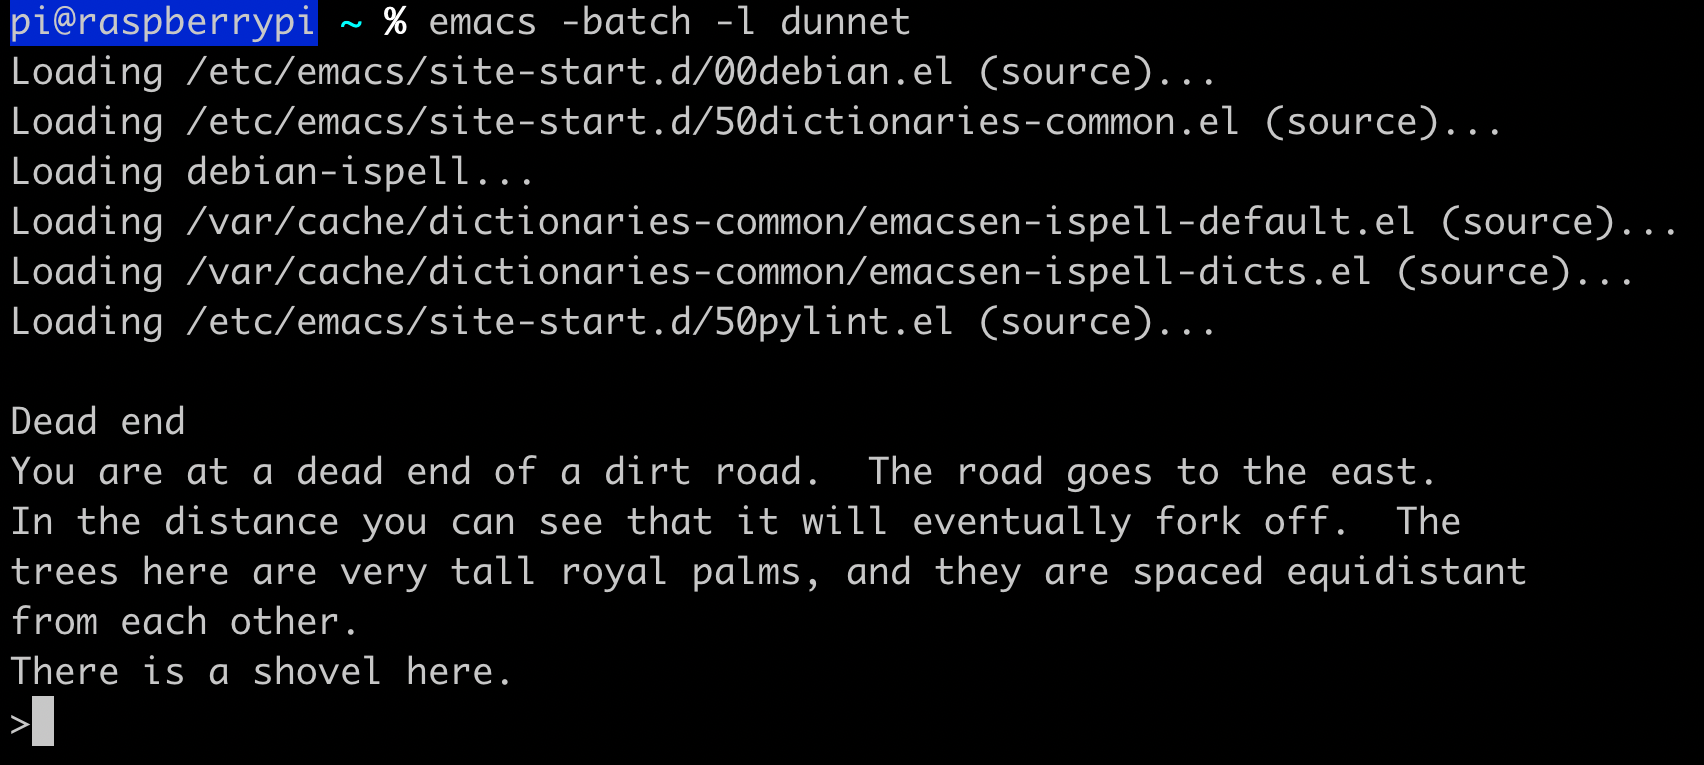 pi@raspberrypi ~ % emacs -batch -l dunnet
Loading /etc/emacs/site-start.d/00debian.el (source)...
Loading /etc/emacs/site-start.d/50dictionaries-common.el (source)...
Loading debian-ispell...
Loading /var/cache/dictionaries-common/emacsen-ispell-default.el (source)...
Loading /var/cache/dictionaries-common/emacsen-ispell-dicts.el (source)...
Loading /etc/emacs/site-start.d/50pylint.el (source)...

Dead end
You are at a dead end of a dirt road.  The road goes to the east.
In the distance you can see that it will eventually fork off.  The
trees here are very tall royal palms, and they are spaced equidistant
from each other.
There is a shovel here.
>